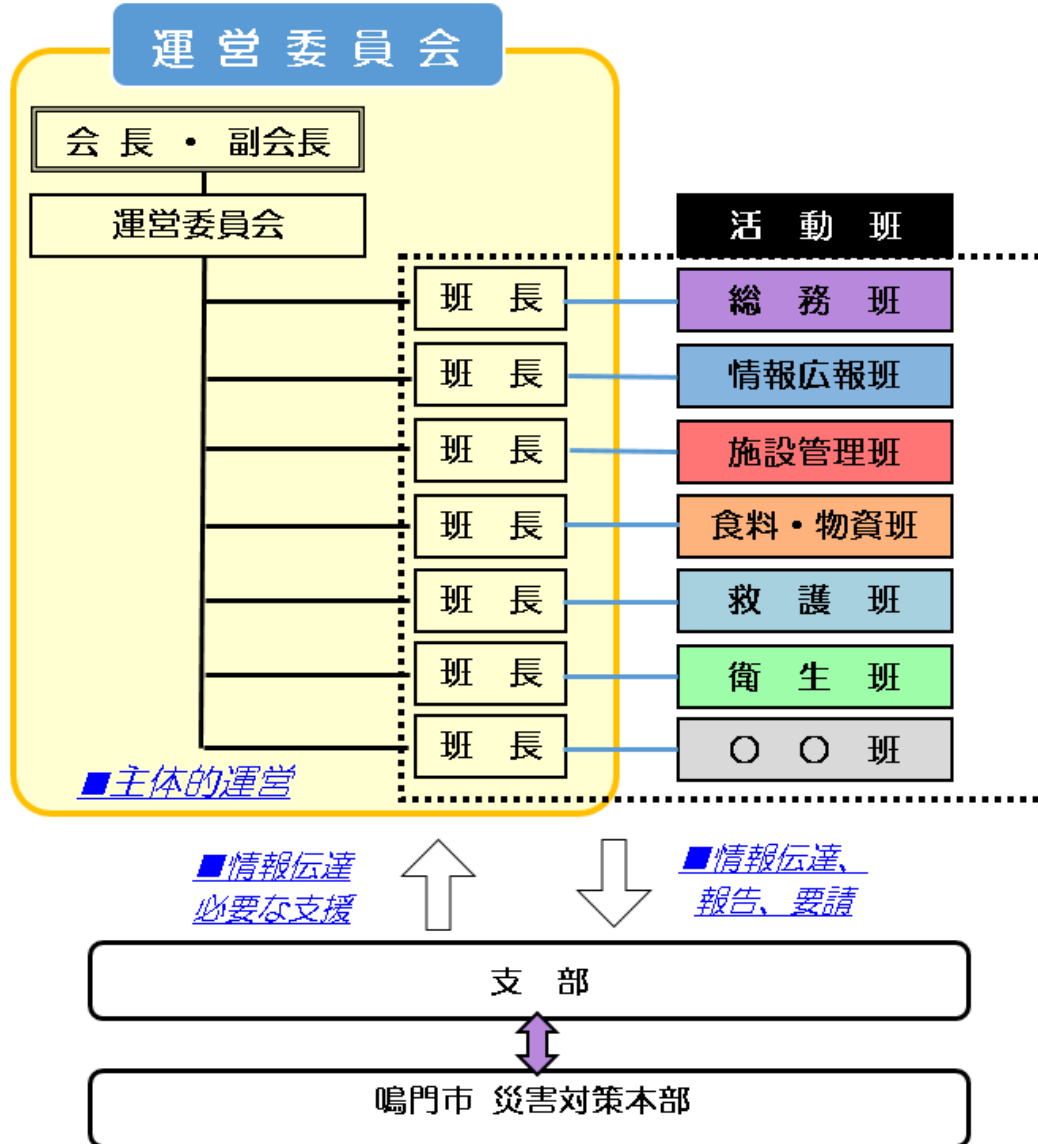 運営委員会
会長・副会長
運営委員会
活動班
班長
総務班
班長
情報広報班
班長
施設管理班
班長
食料・物資班
班長
救護班
班長
衛生班
班長
〇〇班
■主体的運営
■情報伝達
必要な支援
■情報伝達、
報告、要請
支部
鳴門市 災害対策本部